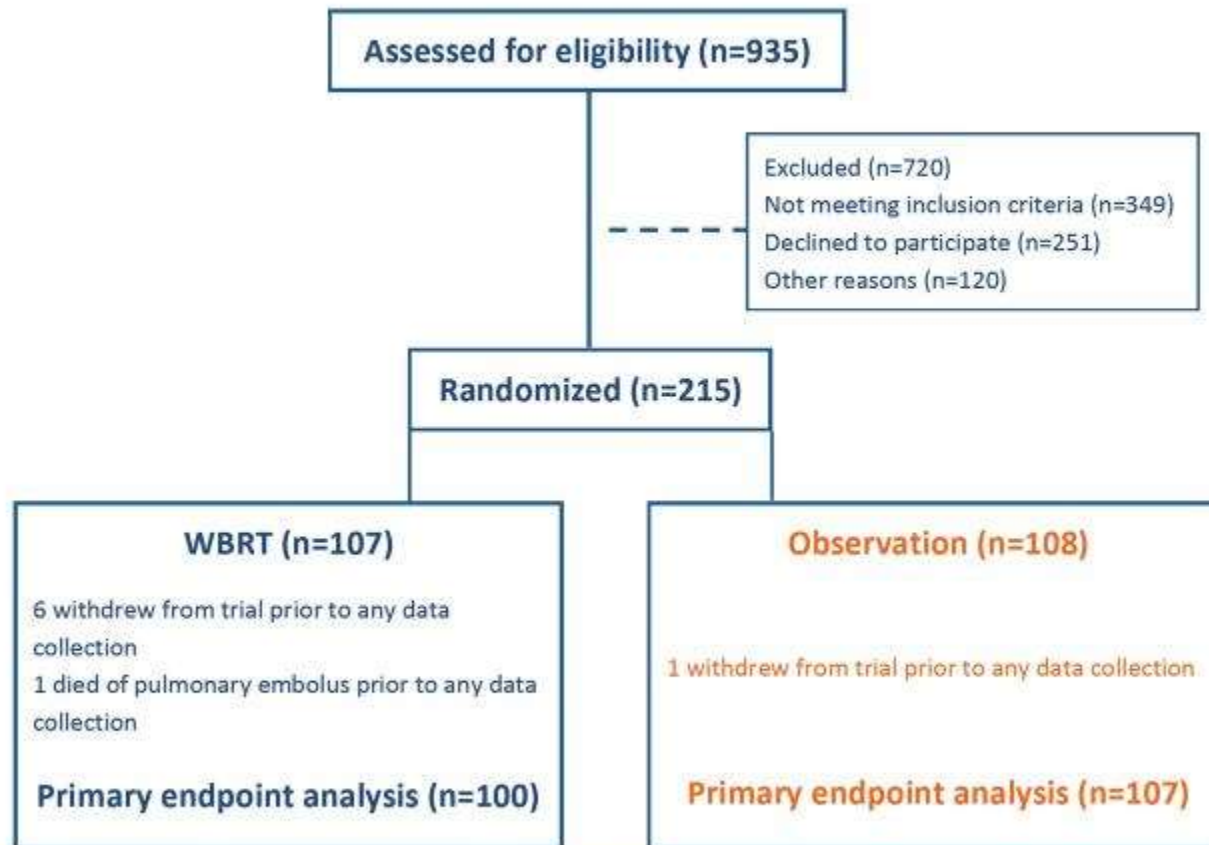 Assessed for eligibility (n=935)
Excluded (n=720)
Not meeting inclusion criteria (n=349)
Declined to participate (n=251)
Other reasons (n=120)
Randomized (n=215)
WBRT (n=107)
6 withdrew from trial prior to any data
collection
1 died of pulmonary embolus prior to any data
collection
Primary endpoint analysis (n=100)
Observation (n=108)
1 withdrew from trial prior to any data collection
Primary endpoint analysis (n=107)